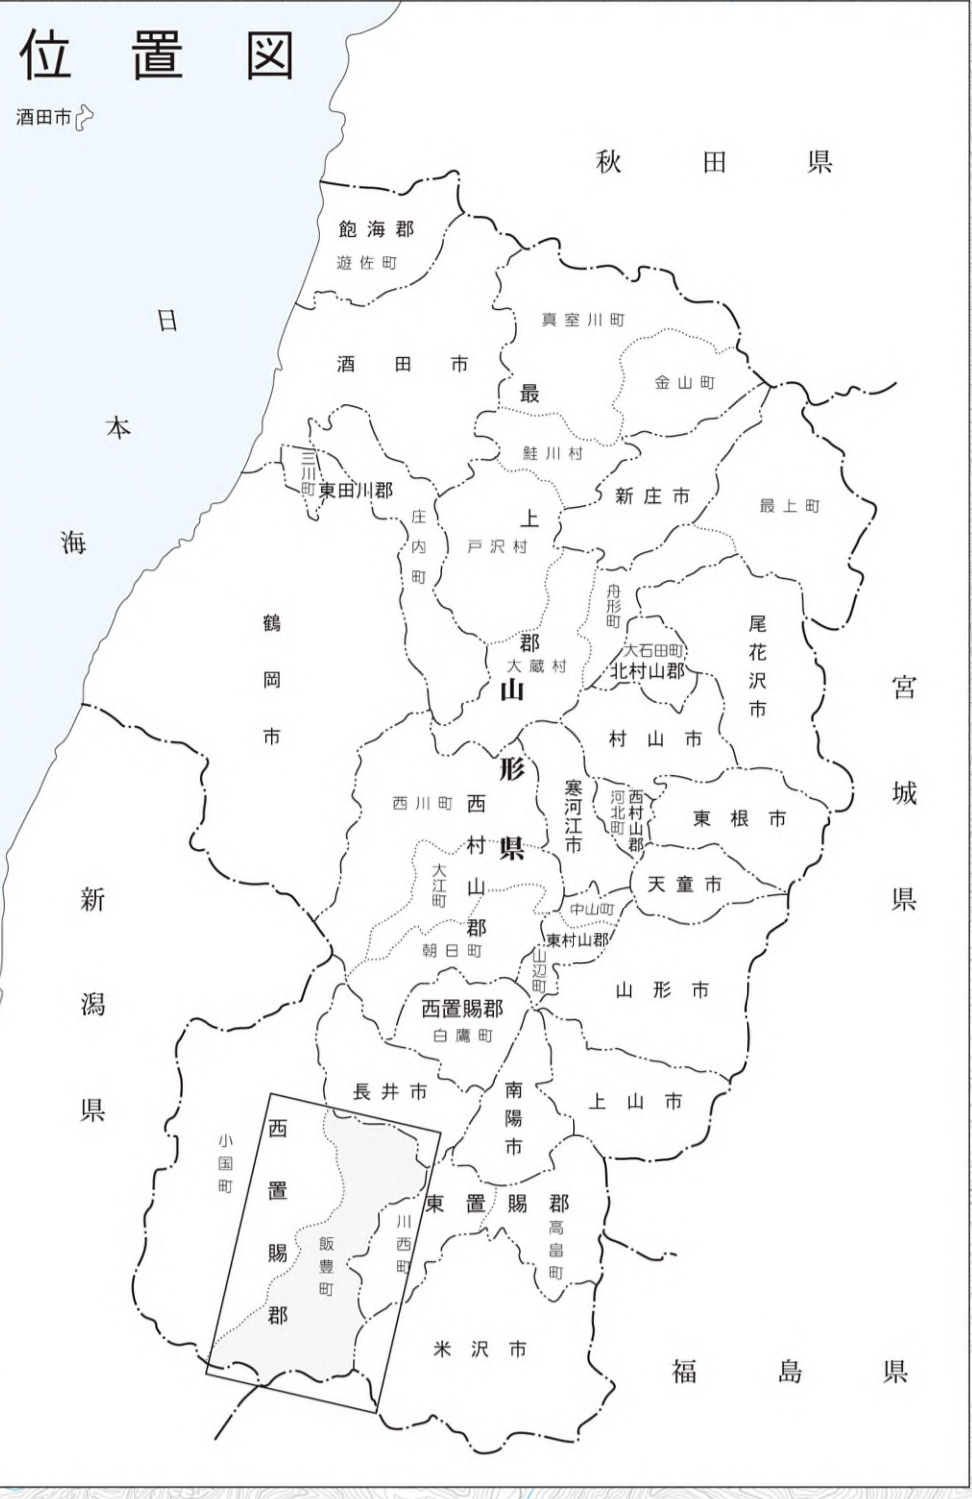 位置図
酒田市
秋田県
日本海
飽海郡
遊佐町
酒田市
真室川町
金山町
最上郡
鮭川村
新庄市
最上町
三川町
東田川郡
庄内町
戸沢村
舟形町
大蔵村
大石田町
北村山郡
尾花沢市
鶴岡市
山形県
村山市
宮城県
西川町
西村山郡
寒河江市
河北町
西村山郡
東根市
大江町
天童市
中山町
東村山郡
山辺町
朝日町
山形市
新潟県
西置賜郡
白鷹町
長井市
南陽市
上山市
小国町
西置賜郡
飯豊町
川西町
東置賜郡
高畠町
米沢市
福島県